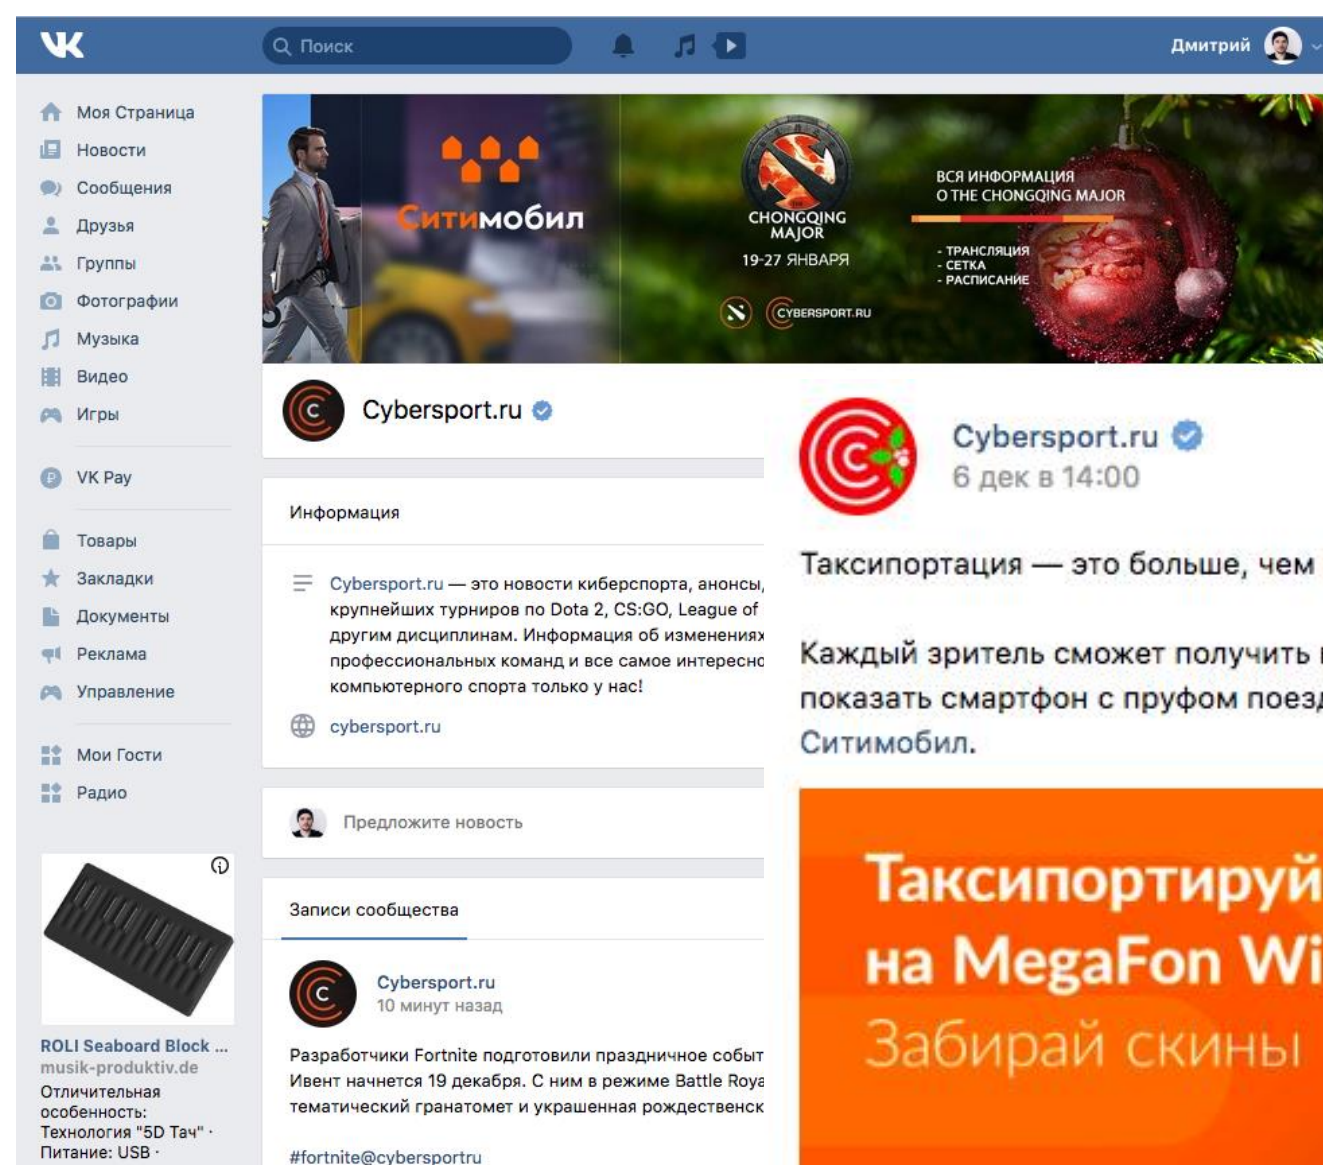 Поиск
Дмитрий
Моя Страница
Новости
Сообщения
Друзья
Группы
Фотографии
Музыка
Видео
Игры
VK Pay
Товары
Закладки
Документы
Реклама
Управление
Мои Гости
Радио
ROLI Seaboard Block ...
musik-produktiv.de
Отличительная
особенность:
Технология "5D Тач" ·
Питание: USB ·
Ситимобил
CHONGQING
MAJOR
19-27 ЯНВАРЯ
CYBERSPORT.RU
ВСЯ ИНФОРМАЦИЯ
О THE CHONGQING MAJOR
- ТРАНСЛЯЦИЯ
- СЕТКА
- РАСПИСАНИЕ
Cybersport.ru
Информация
Cybersport.ru — это новости киберспорта, анонсы,
крупнейших турниров по Dota 2, CS:GO, League of
другим дисциплинам. Информация об изменениях
профессиональных команд и все самое интересно
компьютерного спорта только у нас!
cybersport.ru
Предложите новость
Записи сообщества
Cybersport.ru
10 минут назад
Разработчики Fortnite подготовили праздничное событ
Ивент начнется 19 декабря. С ним в режиме Battle Roya
тематический гранатомет и украшенная рождественск
#fortnite@cybersportru
Cybersport.ru
6 дек в 14:00
Таксипортация — это больше, чем
Каждый зритель сможет получить
показать смартфон с пруфом поезд
Ситимобил.
Таксипортируй
на MegaFon Wi
Забирай скины